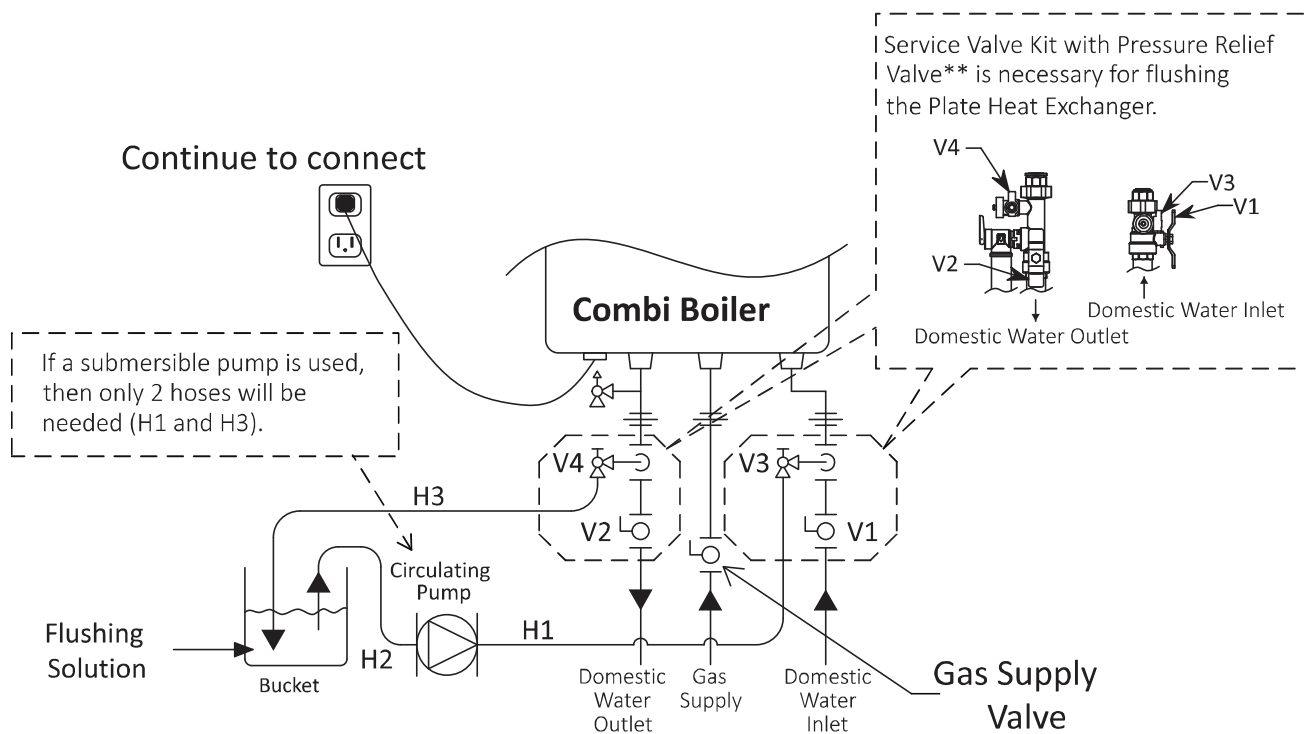 Service Valve Kit with Pressure Relief
Valve** is necessary for flushing
the Plate Heat Exchanger.
V4
V3
V1
V2
Domestic Water Inlet
Domestic Water Outlet
Continue to connect
Combi Boiler
If a submersible pump is used,
then only 2 hoses will be
needed (H1 and H3).
V4
V3
H3
V2
V1
Circulating
Pump
H1
H2
Flushing
Solution
Bucket
Domestic
Water
Outlet
Gas
Supply
Domestic
Water
Inlet
Gas Supply
Valve